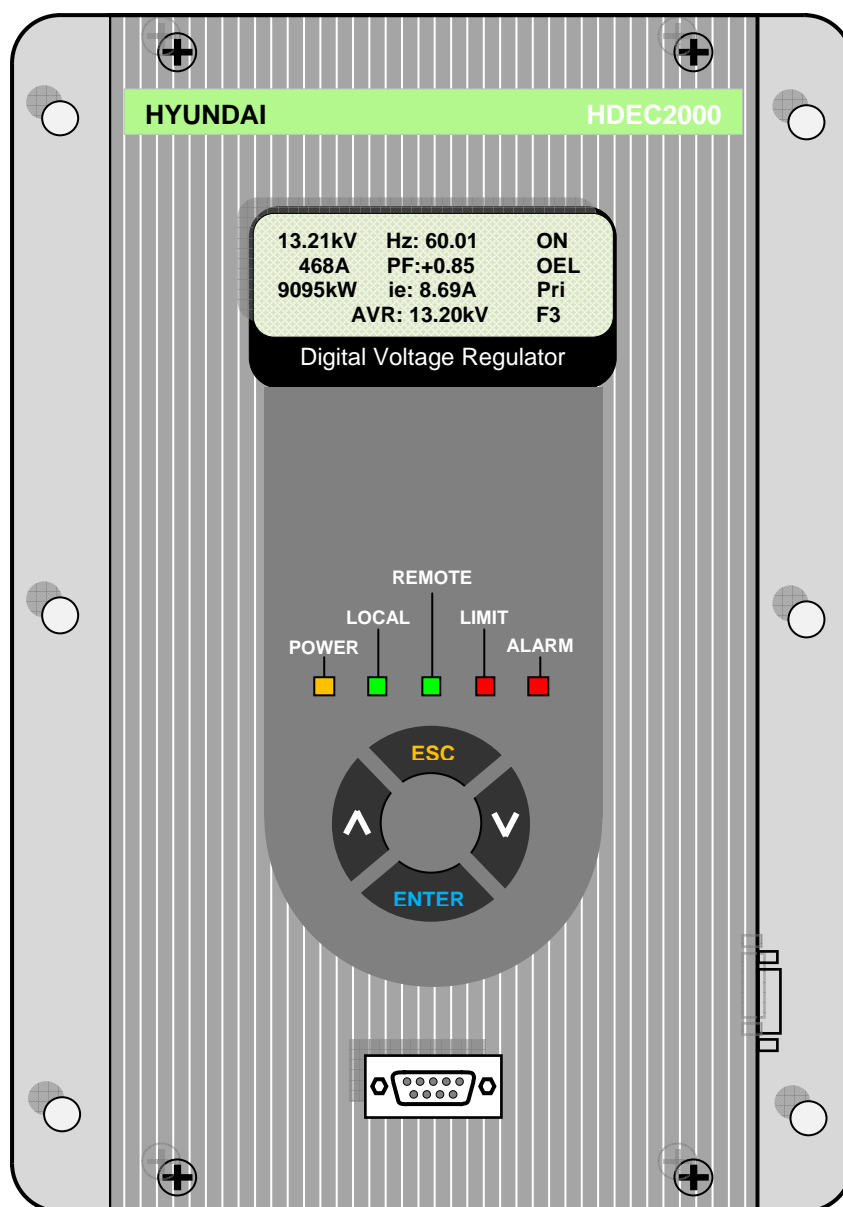 HYUNDAI HDEC2000
13.21kV Hz: 60.01 ON
468A PF:+0.85 OEL
9095kW ie: 8.69A Pri
AVR: 13.20kV F3
Digital Voltage Regulator
REMOTE
LOCAL LIMIT
POWER ALARM
ESC
∧ ∨
ENTER